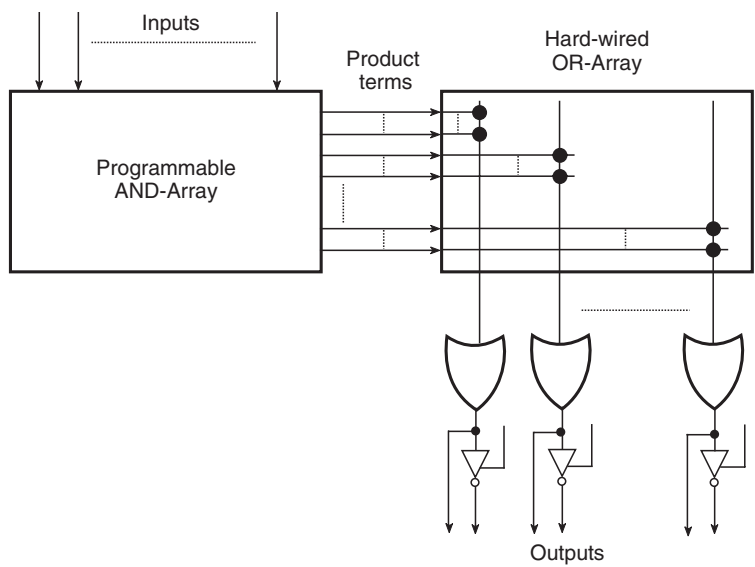 Inputs
Product
terms
Hard-wired
OR-Array
Programmable
AND-Array
Outputs